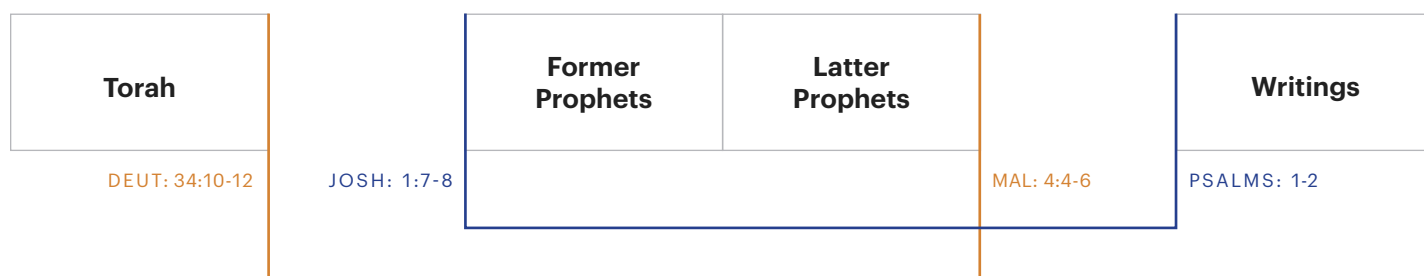 Torah
Former
Prophets
Latter
Prophets
Writings
DEUT: 34:10-12
JOSH: 1:7-8
MAL: 4:4-6
PSALMS: 1-2